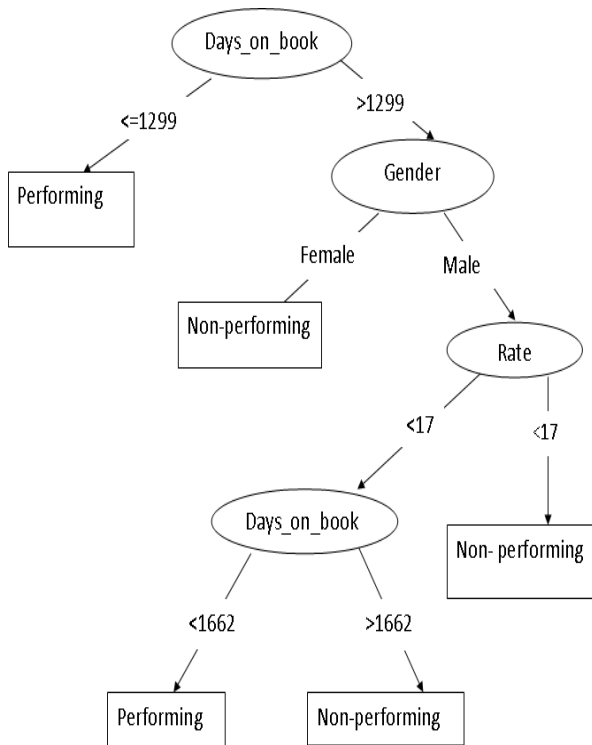 Days_on_book
<=1299
>1299
Performing
Gender
Female
Male
Non-performing
Rate
<17
<17
Days_on_book
Non- performing
<1662
>1662
Performing
Non-performing